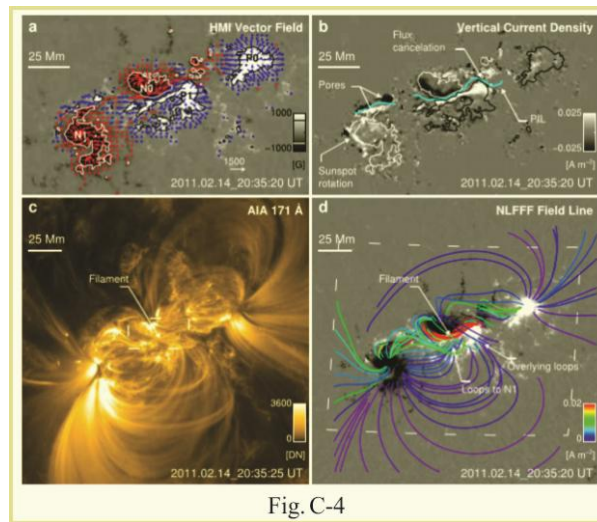 a
HMI Vector Field
25 Mm
N0
P0
P1
N1
1000
-1000
[G]
1500
2011.02.14_20:35:20 UT
b
Vertical Current Density
25 Mm
Flux
cancelation
Pores
PIL
Sunspot
rotation
0.025
-0.025
[A m⁻²]
2011.02.14_20:35:20 UT
c
AIA 171 Å
25 Mm
Filament
3600
0
[DN]
2011.02.14_20:35:25 UT
d
NLFFF Field Line
25 Mm
Filament
Overlying loops
Loops to N1
0.02
0
[A m⁻²]
2011.02.14_20:35:20 UT
Fig. C-4